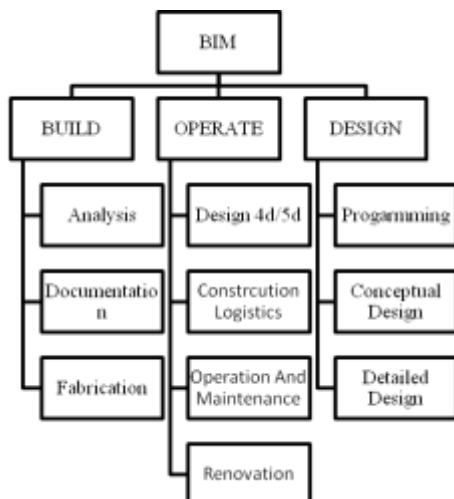 BIM
BUILD
OPERATE
DESIGN
Analysis
Design 4d/5d
Progarmming
Documentatio
n
Constrcution
Logistics
Conceptual
Design
Fabrication
Operation And
Maintenance
Detailed
Design
Renovation